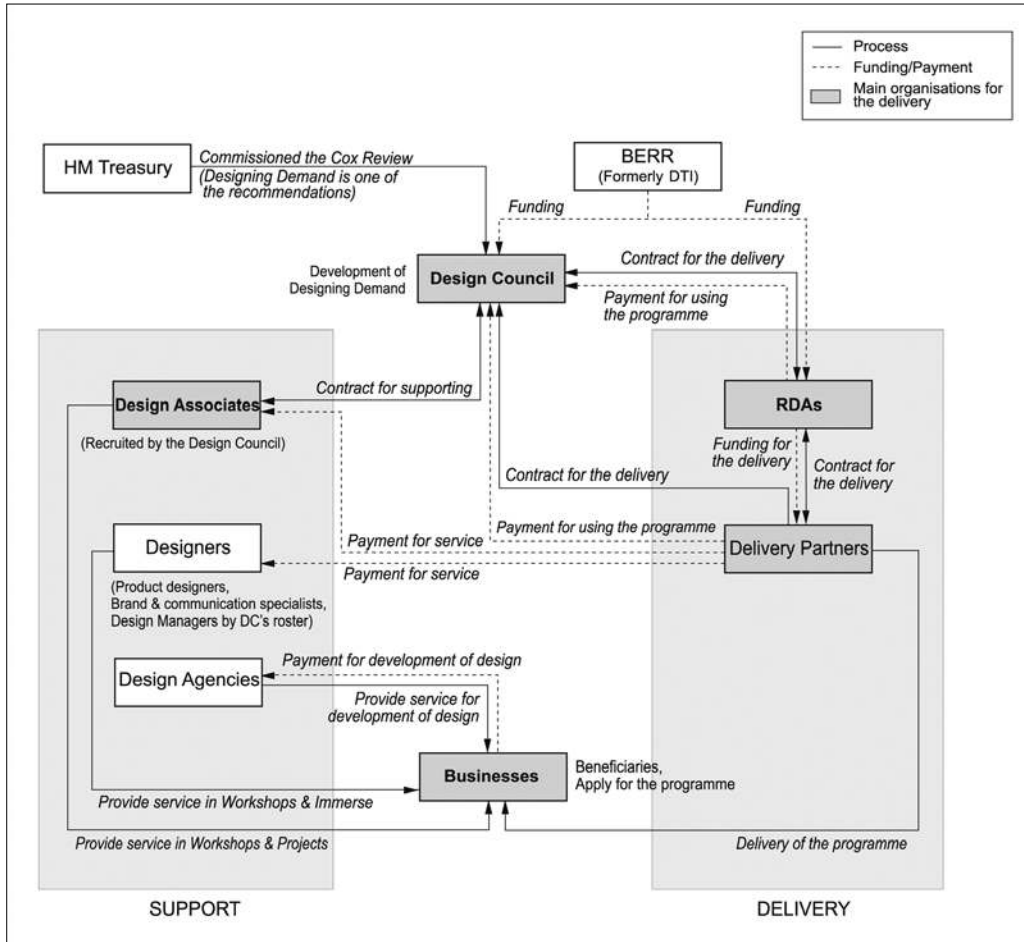 Process
Funding/Payment
Main organisations for
the delivery
HM Treasury
Commissioned the Cox Review
(Designing Demand is one of
the recommendations)
BERR
(Formerly DTI)
Funding
Funding
Development of
Designing Demand
Design Council
Contract for the delivery
Payment for using
the programme
Contract for supporting
Design Associates
(Recruited by the Design Council)
RDAs
Funding for
the delivery
Contract for
the delivery
Contract for the delivery
Payment for using the programme
Payment for service
Payment for service
Delivery Partners
Designers
(Product designers,
Brand & communication specialists,
Design Managers by DC's roster)
Payment for development of design
Design Agencies
Provide service for
development of design
Businesses
Beneficiaries,
Apply for the programme
Provide service in Workshops & Immerse
Provide service in Workshops & Projects
Delivery of the programme
SUPPORT
DELIVERY